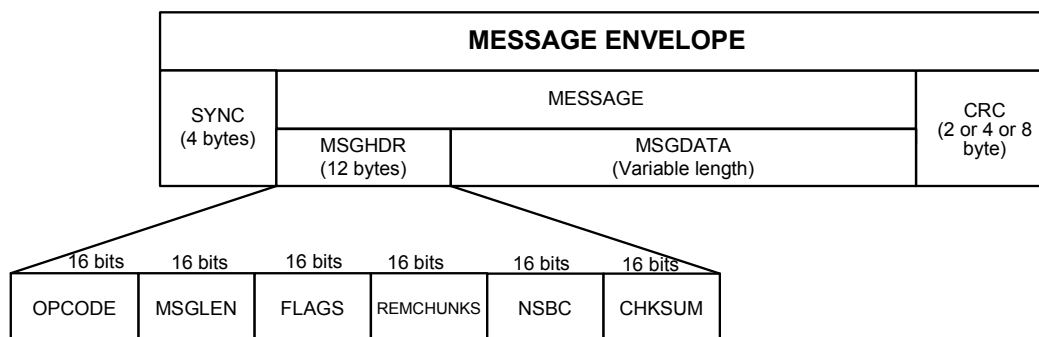 MESSAGE ENVELOPE
SYNC
(4 bytes)
MESSAGE
CRC
(2 or 4 or 8
byte)
MSGHDR
(12 bytes)
MSGDATA
(Variable length)
16 bits 16 bits 16 bits 16 bits 16 bits 16 bits
OPCODE MSGLEN FLAGS REMCHUNKS NSBC CHKSUM